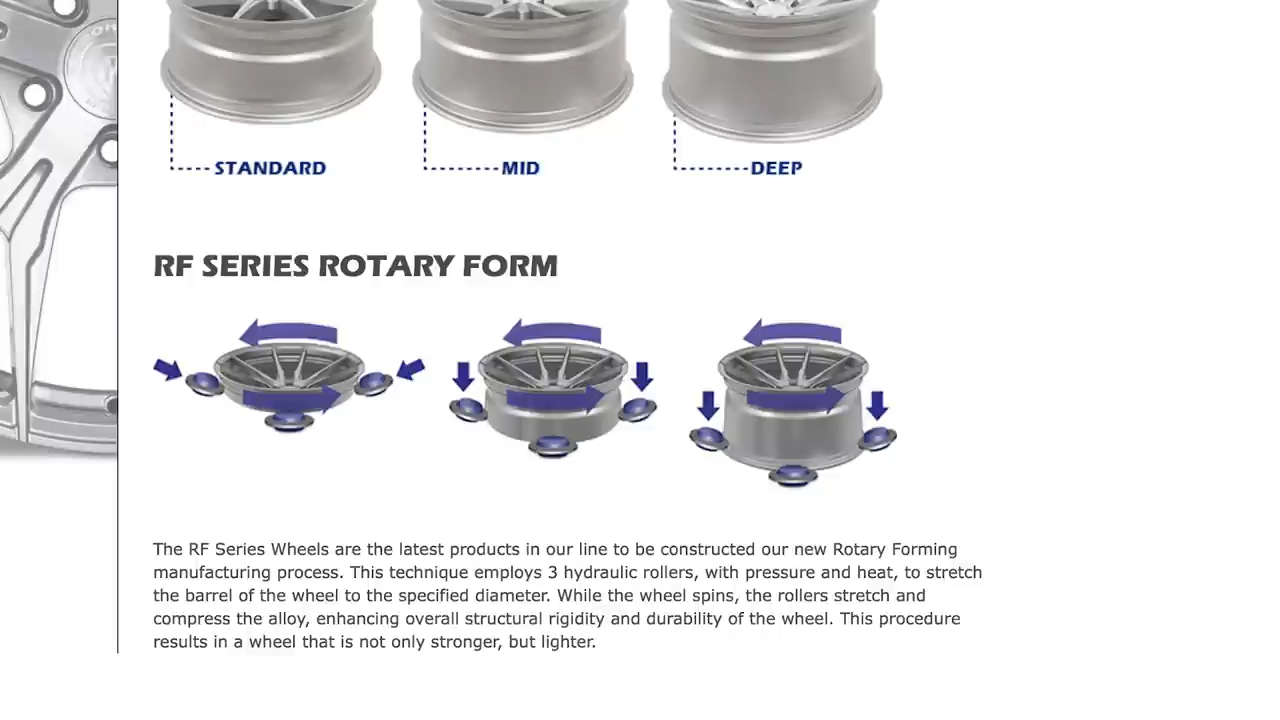 STANDARD MID DEEP
RF SERIES ROTARY FORM
The RF Series Wheels are the latest products in our line to be constructed our new Rotary Forming
manufacturing process. This technique employs 3 hydraulic rollers, with pressure and heat, to stretch
the barrel of the wheel to the specified diameter. While the wheel spins, the rollers stretch and
compress the alloy, enhancing overall structural rigidity and durability of the wheel. This procedure
results in a wheel that is not only stronger, but lighter.